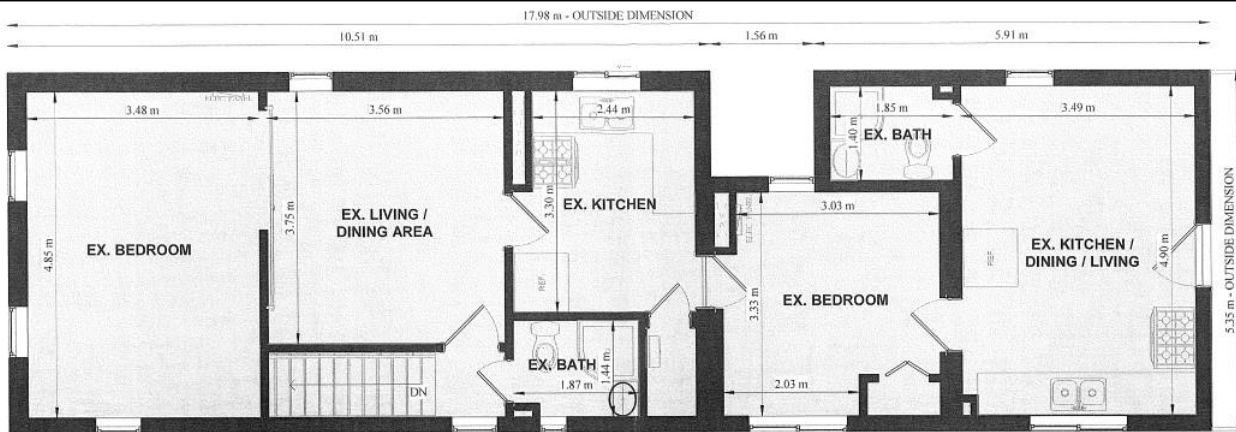 17.98 m - OUTSIDE DIMENSION
10.51 m
1.56 m
5.91 m
3.48 m
3.56 m
2.44 m
1.85 m
3.49 m
1.40 m
EX. BATH
3.30 m
EX. KITCHEN
3.03 m
ELEC PANEL
5.35 m - OUTSIDE DIMENSION
EX. LIVING /
DINING AREA
3.75 m
EX. BEDROOM
4.85 m
REF.
EX. KITCHEN /
DINING / LIVING
4.90 m
REF.
EX. BEDROOM
3.33 m
EX. BATH
1.44 m
1.87 m
DN
2.03 m